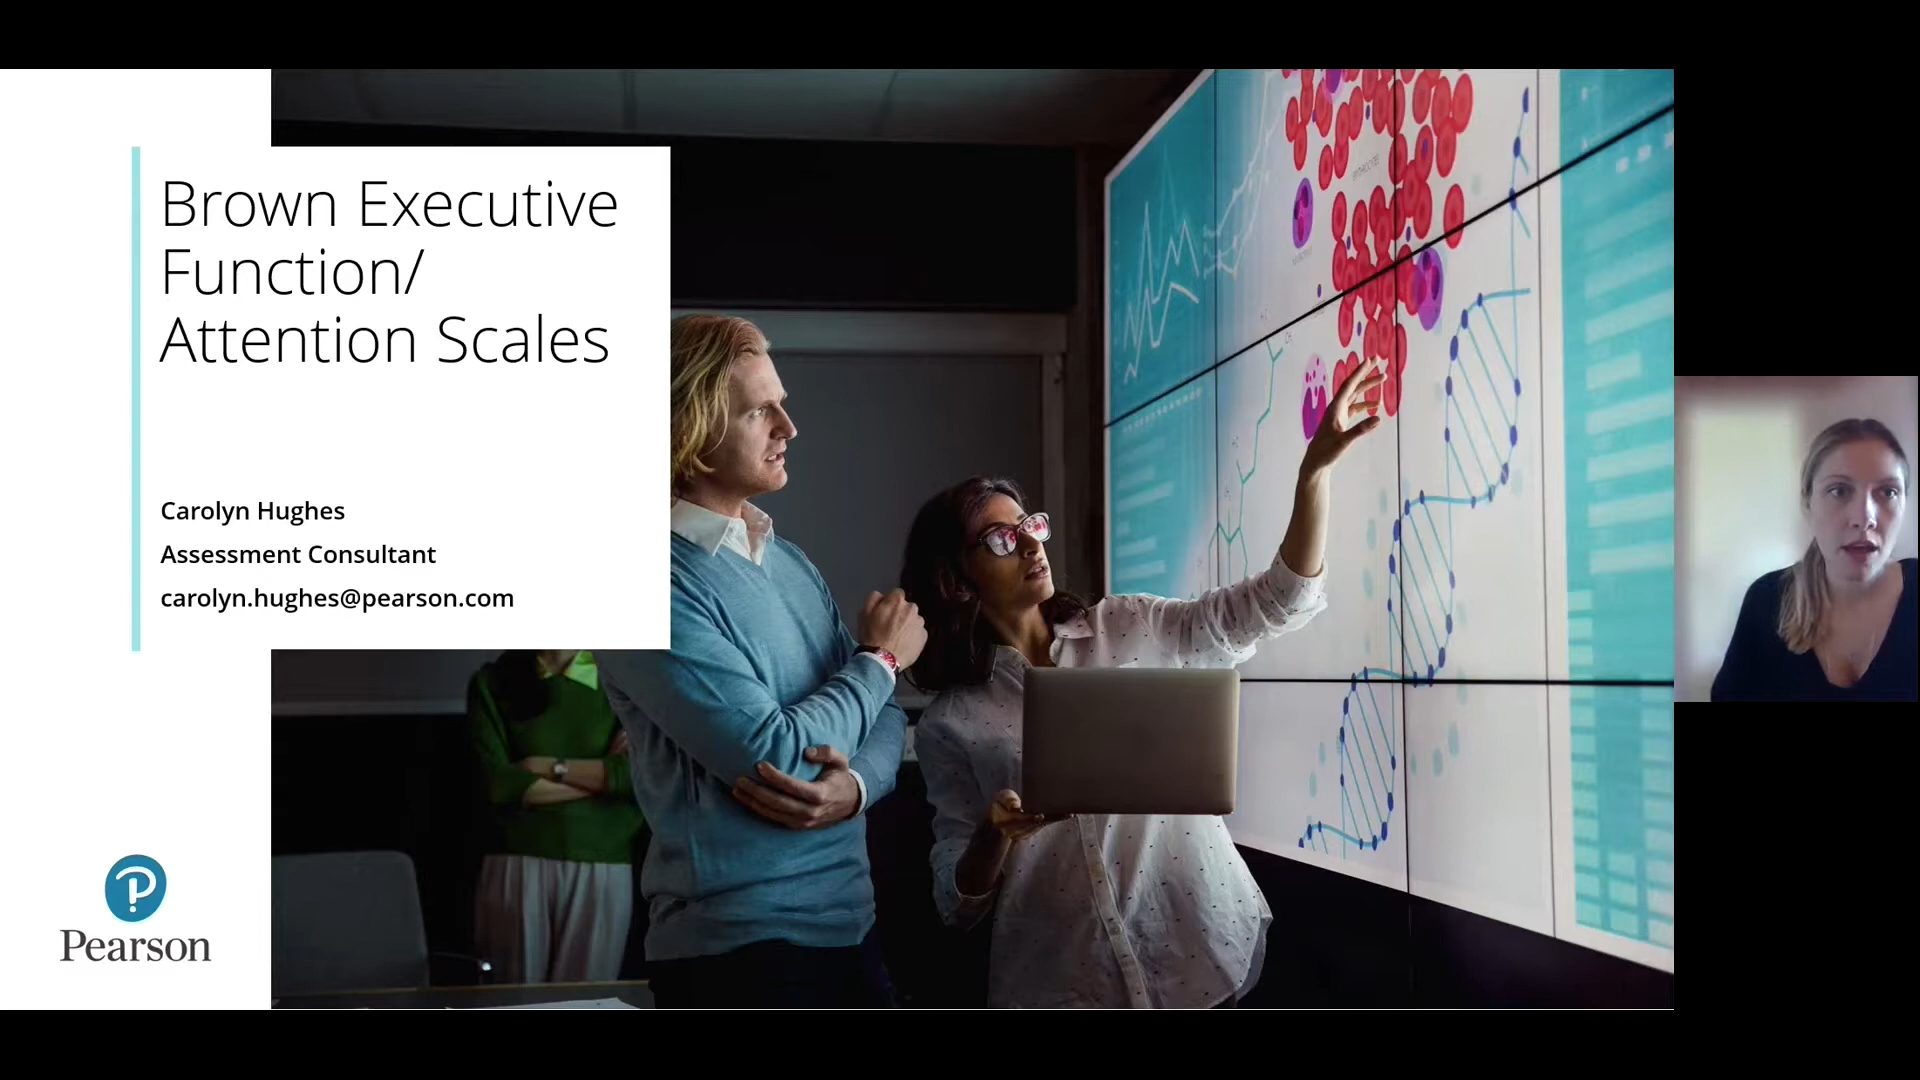 Brown Executive
Function/
Attention Scales
Carolyn Hughes
Assessment Consultant
carolyn.hughes@pearson.com
Pearson